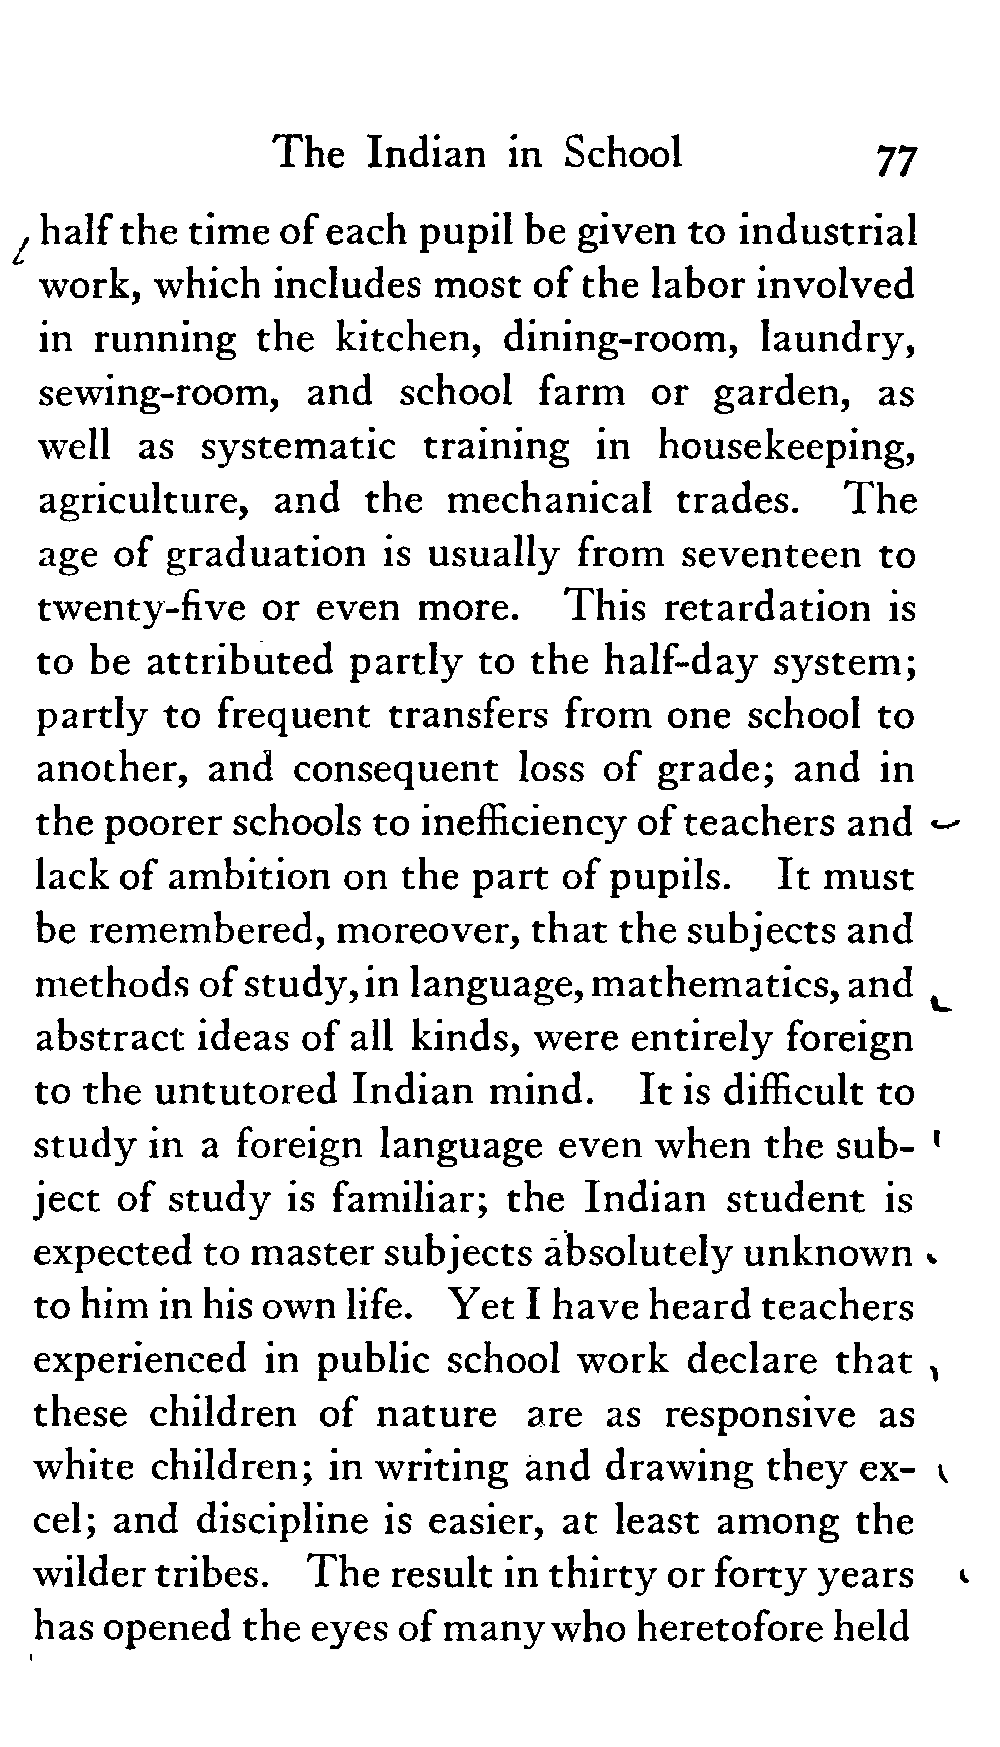 The Indian in School 77
half the time of each pupil be given to industrial
work, which includes most of the labor involved
in running the kitchen, dining-room, laundry,
sewing-room, and school farm or garden, as
well as systematic training in housekeeping,
agriculture, and the mechanical trades. The
age of graduation is usually from seventeen to
twenty-five or even more. This retardation is
to be attributed partly to the half-day system;
partly to frequent transfers from one school to
another, and consequent loss of grade; and in
the poorer schools to inefficiency of teachers and
lack of ambition on the part of pupils. It must
be remembered, moreover, that the subjects and
methods of study, in language, mathematics, and
abstract ideas of all kinds, were entirely foreign
to the untutored Indian mind. It is difficult to
study in a foreign language even when the sub-
ject of study is familiar; the Indian student is
expected to master subjects absolutely unknown
to him in his own life. Yet I have heard teachers
experienced in public school work declare that
these children of nature are as responsive as
white children; in writing and drawing they ex-
cel; and discipline is easier, at least among the
wilder tribes. The result in thirty or forty years
has opened the eyes of many who heretofore held